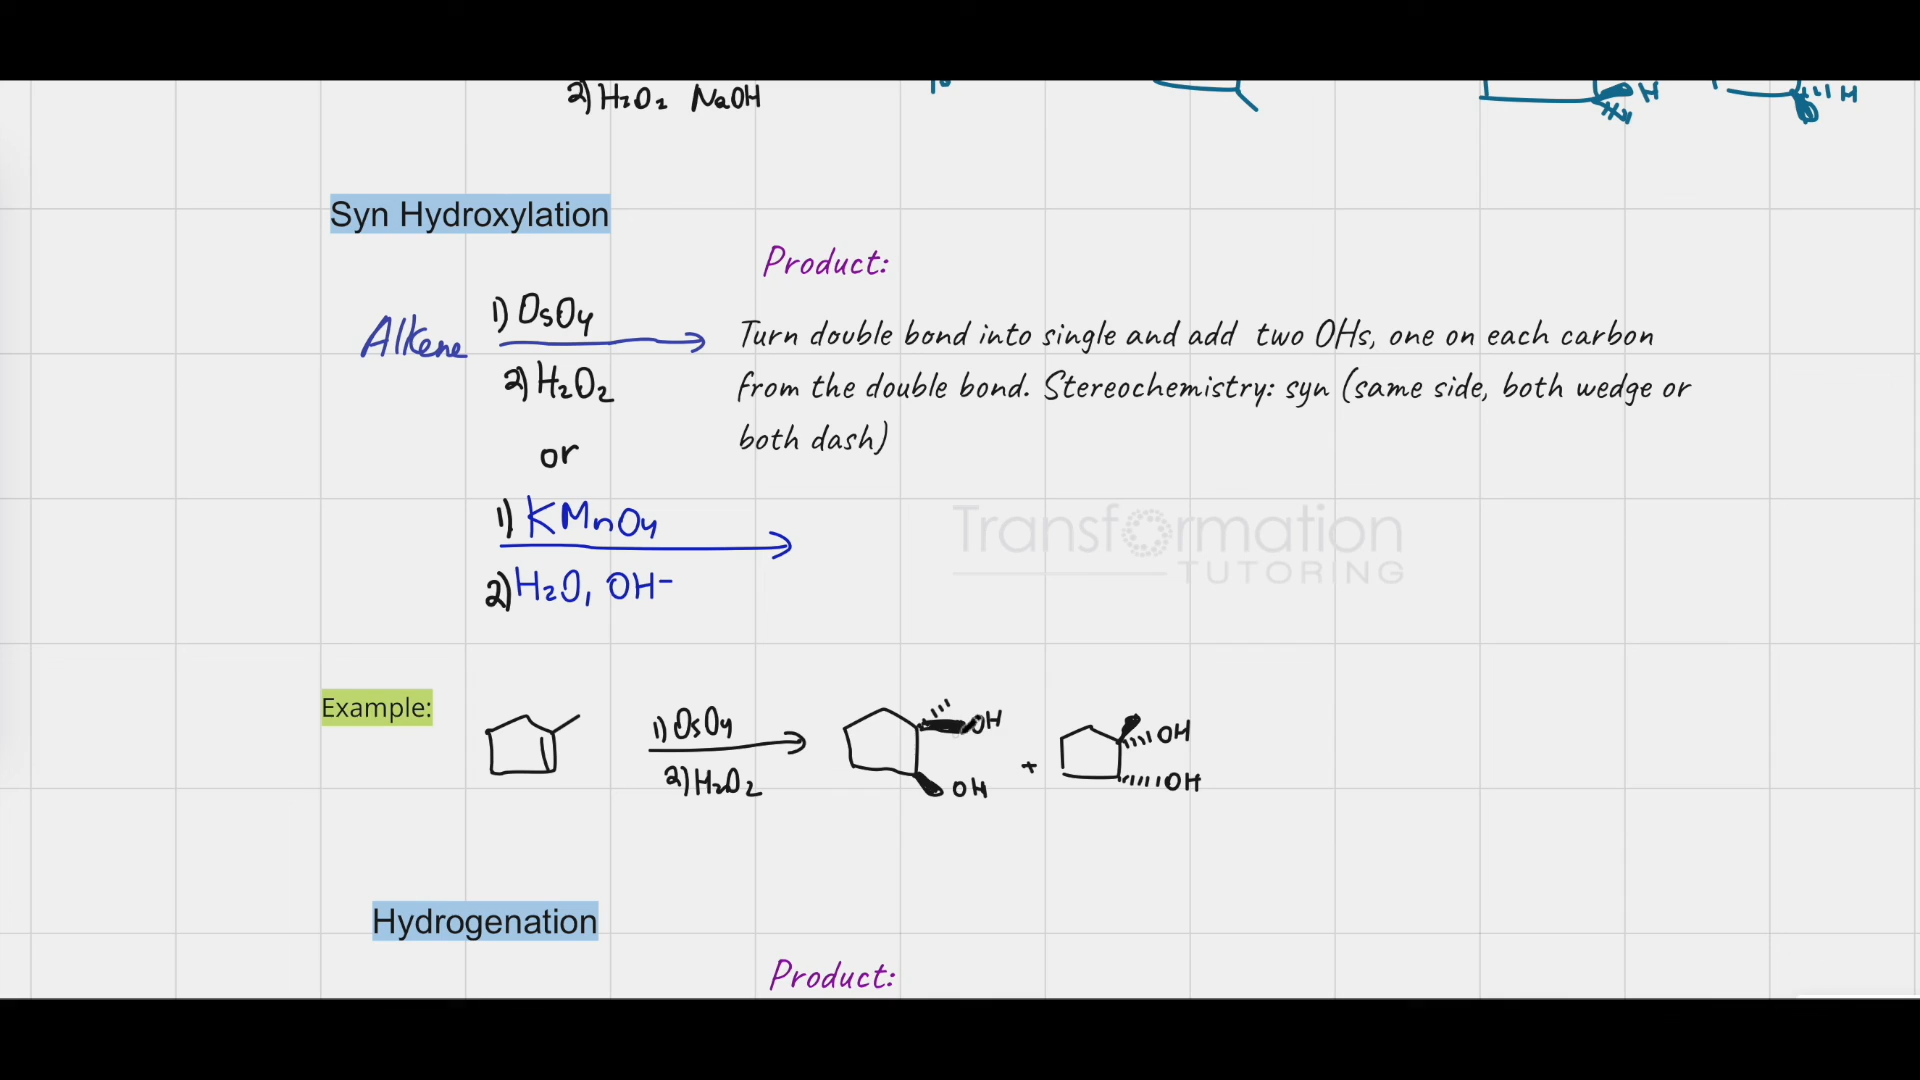 2) H₂O₂ NaOH
H
H
Syn Hydroxylation
Product:
Alkene
1) OsO₄
2) H₂O₂
Turn double bond into single and add two OHs, one on each carbon
from the double bond. Stereochemistry: syn (same side, both wedge or
both dash)
or
1) KMnO₄
2) H₂O, OH-
Transformation
TUTORING
Example:
1) OsO₄
2) H₂O₂
OH
OH
+
OH
OH
Hydrogenation
Product: